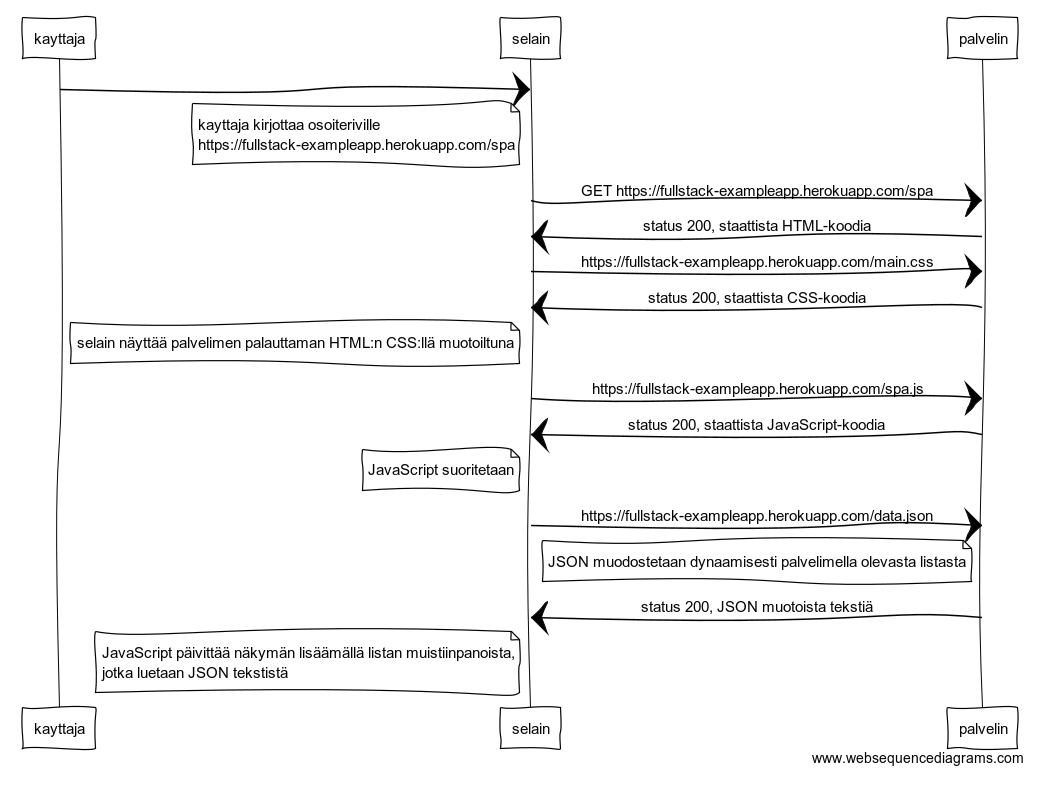 kayttaja
selain
palvelin
kayttaja kirjottaa osoiteriville
https://fullstack-exampleapp.herokuapp.com/spa
GET https://fullstack-exampleapp.herokuapp.com/spa
status 200, staattista HTML-koodia
https://fullstack-exampleapp.herokuapp.com/main.css
status 200, staattista CSS-koodia
selain näyttää palvelimen palauttaman HTML:n CSS:llä muotoiltuna
https://fullstack-exampleapp.herokuapp.com/spa.js
status 200, staattista JavaScript-koodia
JavaScript suoritetaan
https://fullstack-exampleapp.herokuapp.com/data.json
JSON muodostetaan dynaamisesti palvelimella olevasta listasta
status 200, JSON muotoista tekstiä
JavaScript päivittää näkymän lisäämällä listan muistiinpanoista,
jotka luetaan JSON tekstistä
kayttaja
selain
palvelin
www.websequencediagrams.com